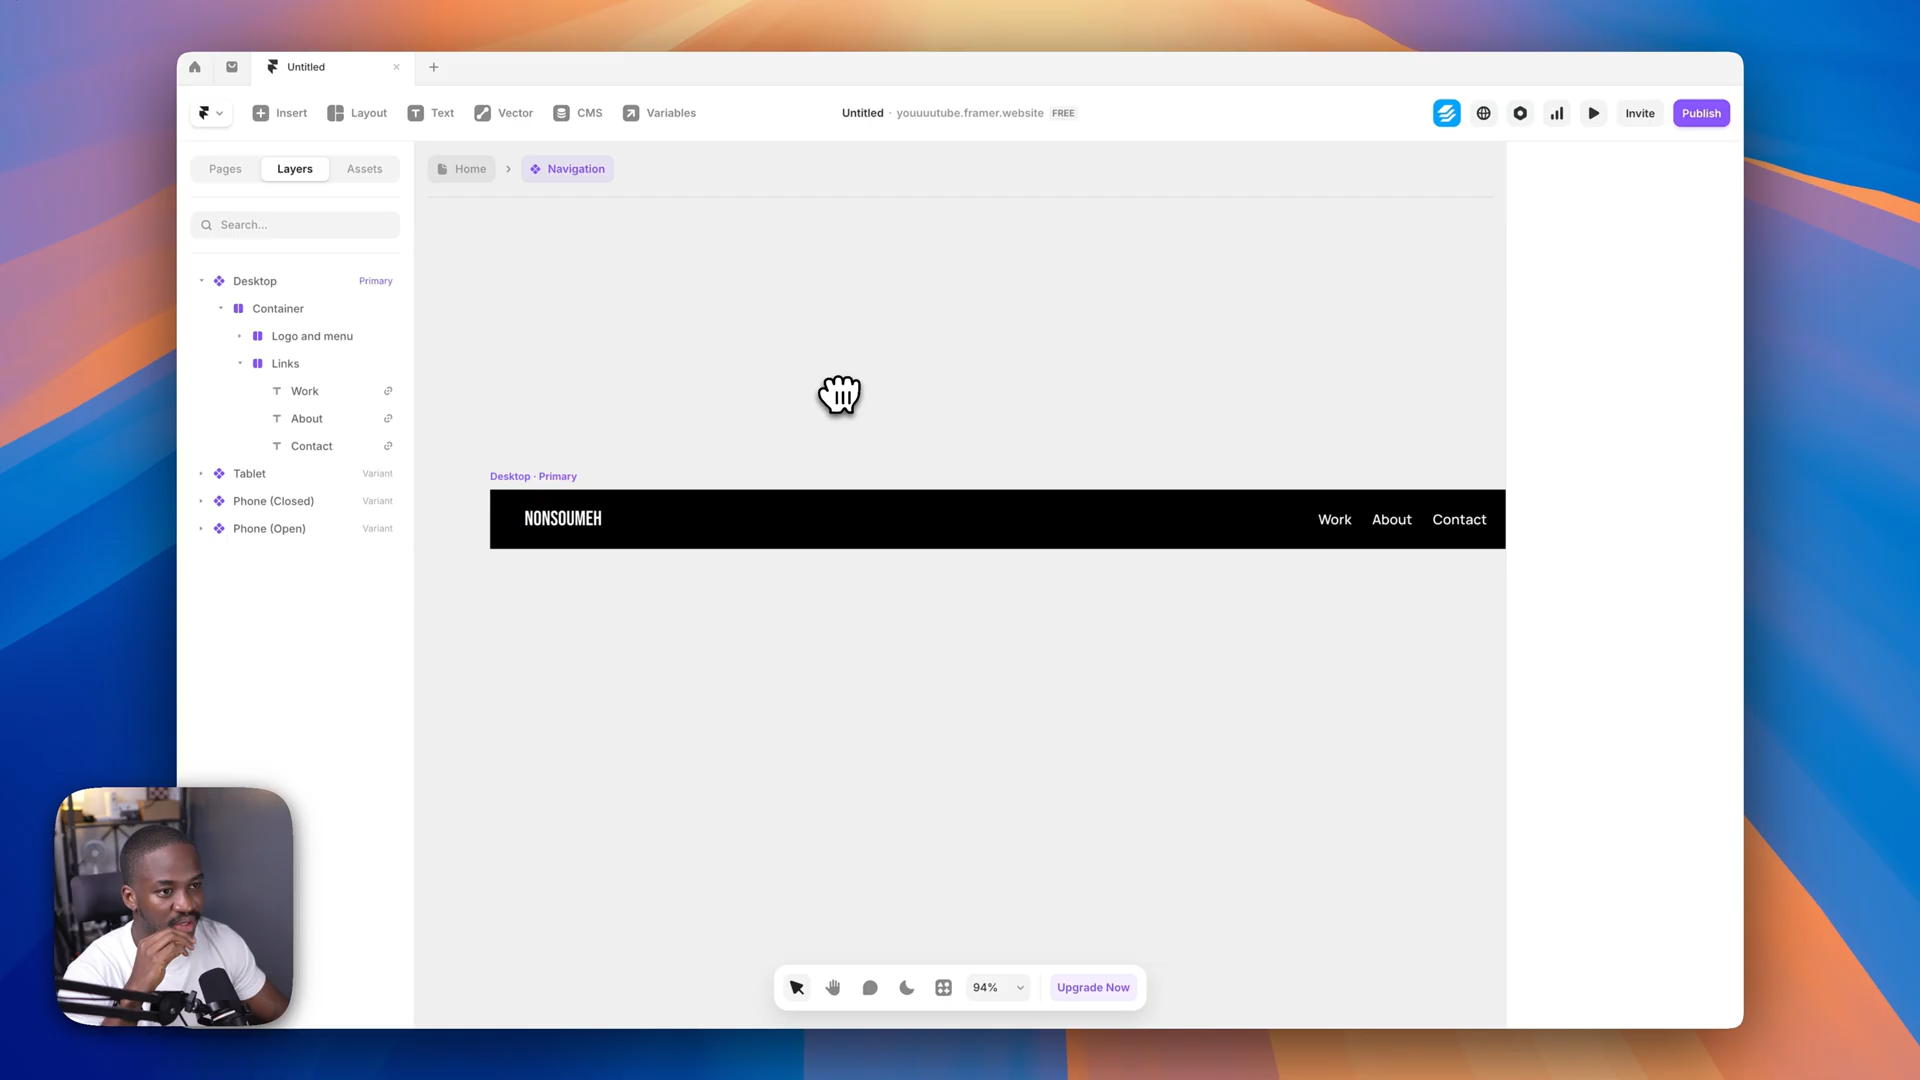 Untitled
Insert
Layout
Text
Vector
CMS
Variables
Untitled · youuuutube.framer.website FREE
Invite
Publish
Pages
Layers
Assets
Home
Navigation
Search...
Desktop
Primary
Container
Logo and menu
Links
Work
About
Contact
Tablet
Variant
Phone (Closed)
Variant
Phone (Open)
Variant
Desktop · Primary
NONSOUMEH
Work
About
Contact
94%
Upgrade Now